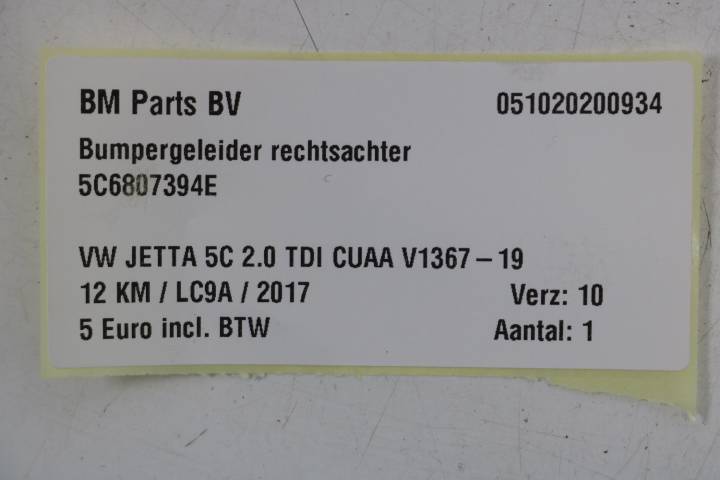 BM Parts BV 051020200934
Bumpergeleider rechtsachter
5C6807394E
VW JETTA 5C 2.0 TDI CUAA V1367 – 19
12 KM / LC9A / 2017 Verz: 10
5 Euro incl. BTW Aantal: 1